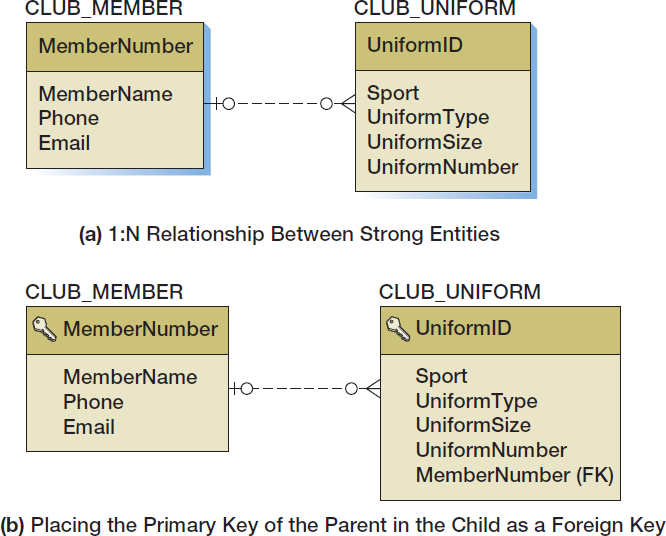 CLUB_MEMBER
CLUB_UNIFORM
MemberNumber
UniformID
MemberName
Phone
Email
Sport
UniformType
UniformSize
UniformNumber
(a) 1:N Relationship Between Strong Entities
CLUB_MEMBER
CLUB_UNIFORM
MemberNumber
UniformID
MemberName
Phone
Email
Sport
UniformType
UniformSize
UniformNumber
MemberNumber (FK)
(b) Placing the Primary Key of the Parent in the Child as a Foreign Key